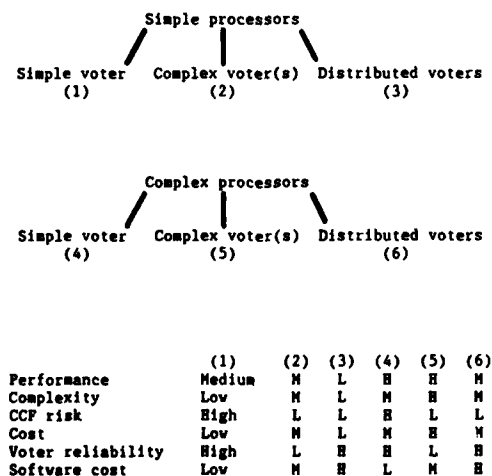 Simple processors
Simple voter Complex voter(s) Distributed voters
(1) (2) (3)
Complex processors
Simple voter Complex voter(s) Distributed voters
(4) (5) (6)
(1) (2) (3) (4) (5) (6)
Performance Medium M L H H M
Complexity Low M L M H M
CCF risk High L L H L L
Cost Low M L M H M
Voter reliability High L H H L H
Software cost Low M H L M H